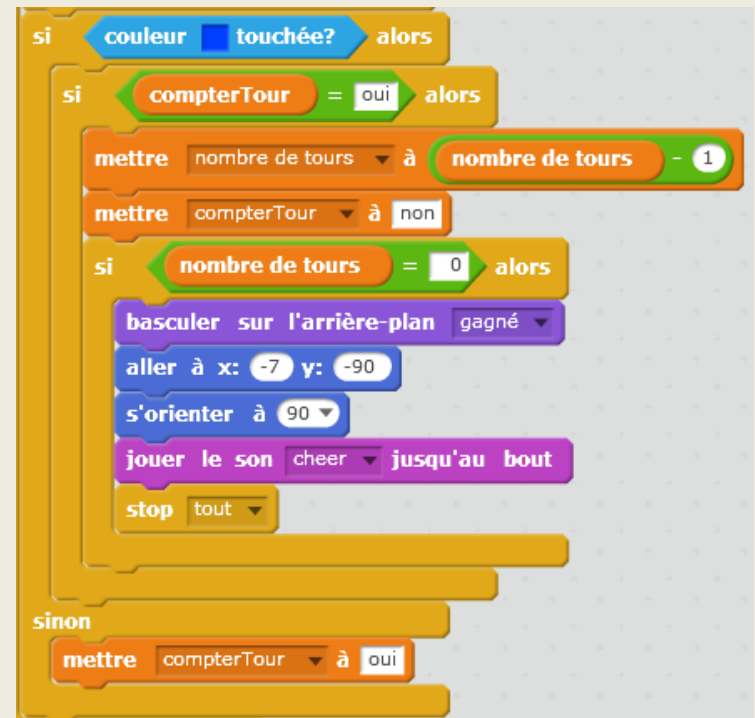 si couleur touchée? alors
si compterTour = oui alors
mettre nombre de tours à nombre de tours - 1
mettre compterTour à non
si nombre de tours = 0 alors
basculer sur l'arrière-plan gagné
aller à x: -7 y: -90
s'orienter à 90
jouer le son cheer jusqu'au bout
stop tout
sinon
mettre compterTour à oui